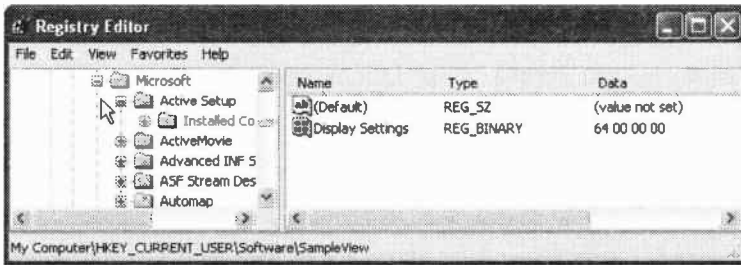 Registry Editor
File Edit View Favorites Help
Microsoft
Active Setup
Installed Co
ActiveMovie
Advanced INF S
ASF Stream Des
Automap
Name Type Data
(Default) REG_SZ (value not set)
Display Settings REG_BINARY 64 00 00 00
My Computer\HKEY_CURRENT_USER\Software\SampleView